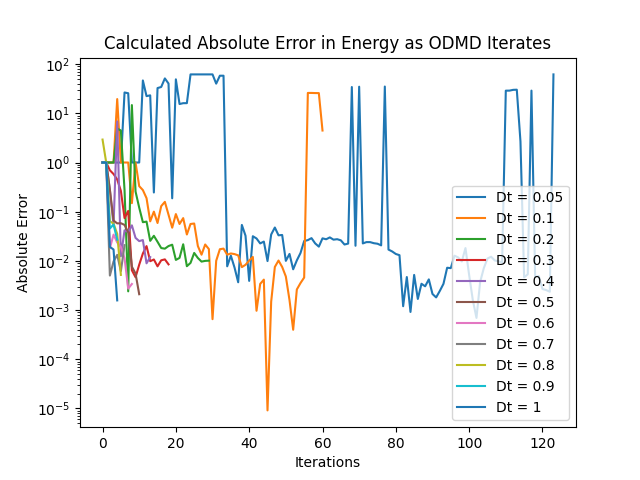 Calculated Absolute Error in Energy as ODMD Iterates
Absolute Error
10²
10¹
10⁰
10⁻¹
10⁻²
10⁻³
10⁻⁴
10⁻⁵
0 20 40 60 80 100 120
Iterations
Dt = 0.05
Dt = 0.1
Dt = 0.2
Dt = 0.3
Dt = 0.4
Dt = 0.5
Dt = 0.6
Dt = 0.7
Dt = 0.8
Dt = 0.9
Dt = 1